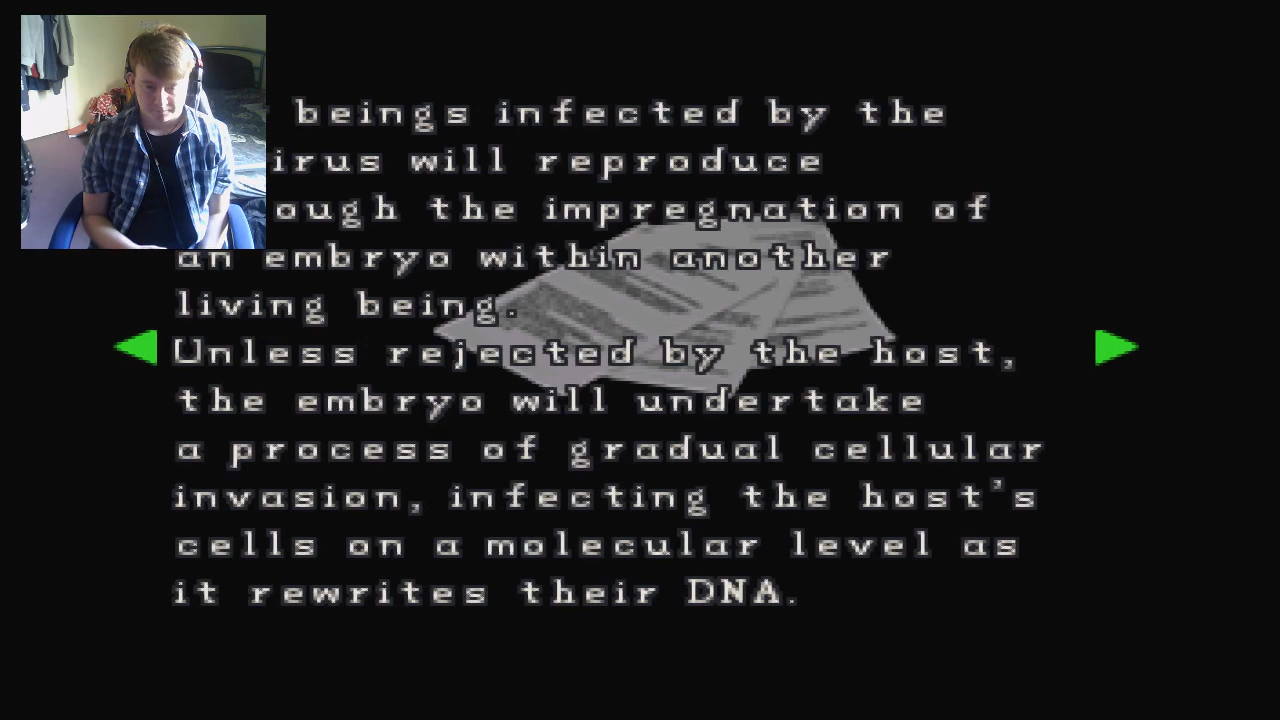 beings infected by the
irus will reproduce
ough the impregnation of
an embryo within another
living being.
Unless rejected by the host,
the embryo will undertake
a process of gradual cellular
invasion, infecting the host's
cells on a molecular level as
it rewrites their DNA.